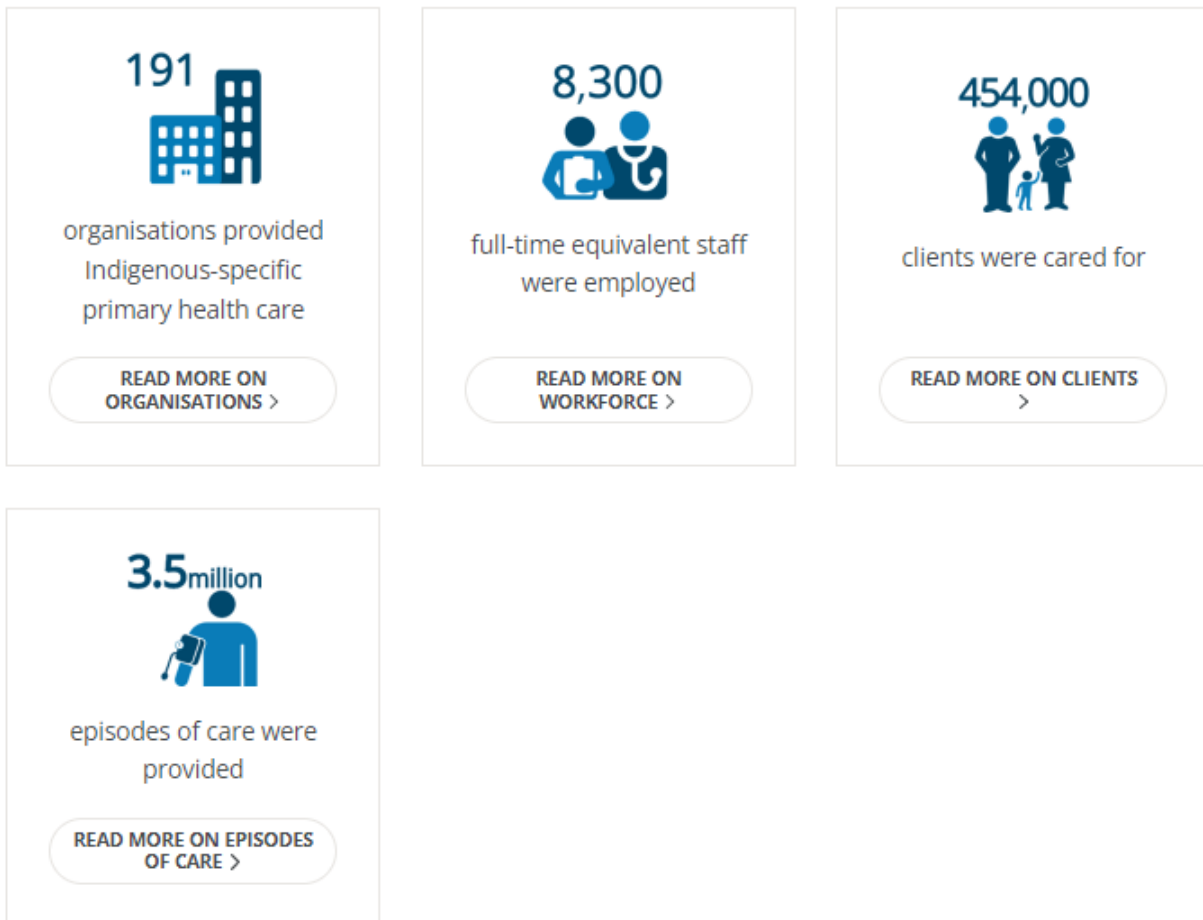 191
organisations provided
Indigenous-specific
primary health care
READ MORE ON
ORGANISATIONS >
8,300
full-time equivalent staff
were employed
READ MORE ON
WORKFORCE >
454,000
clients were cared for
READ MORE ON CLIENTS
>
3.5million
episodes of care were
provided
READ MORE ON EPISODES
OF CARE >